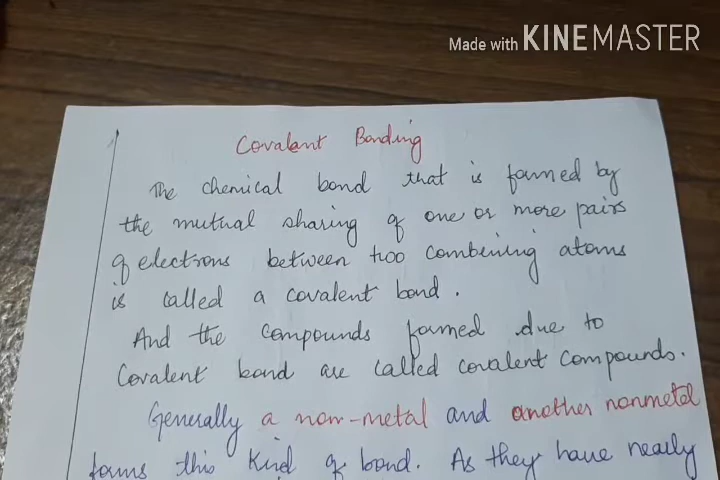 Made with KINEMASTER
Covalent Bonding
The chemical bond that is formed by
the mutual sharing of one or more pairs
of electrons between two combining atoms
is called a covalent bond.
And the compounds formed due to
Covalent bond are called covalent compounds.
Generally a non-metal and another nonmetal
forms this kind of bond. As they have nearly